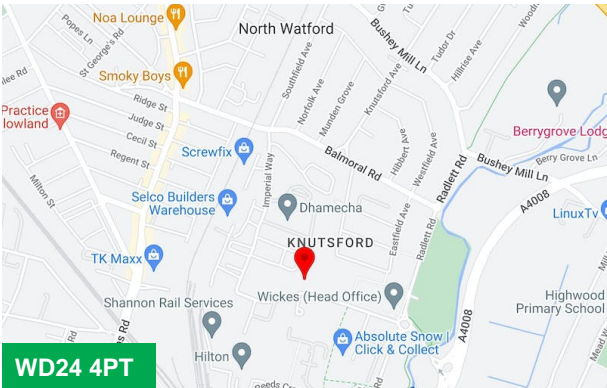 Noa Lounge
North Watford
Popes Ln
St George's Rd
Smoky Boys
Southfield Ave
Norfolk Ave
Munden Grove
Knutsford Ave
Bushey Mill Ln
Tudor Dr
Hillrise Ave
Ridge St
Judge St
Cecil St
Regent St
Practice
lowland
Screwfix
Balmoral Rd
Hibbert Ave
Westfield Ave
Berrygrove Lodg
Bushey Mill Ln
Berry Grove Ln
Milton St
Imperial Way
Selco Builders
Warehouse
Dhamecha
Radlett Rd
A4008
LinuxTv
KNUTSFORD
Eastfield Ave
Radlett Rd
TK Maxx
Shannon Rail Services
Wickes (Head Office)
Highwood
Primary School
A4008
Absolute Snow |
Click & Collect
Hilton
WD24 4PT